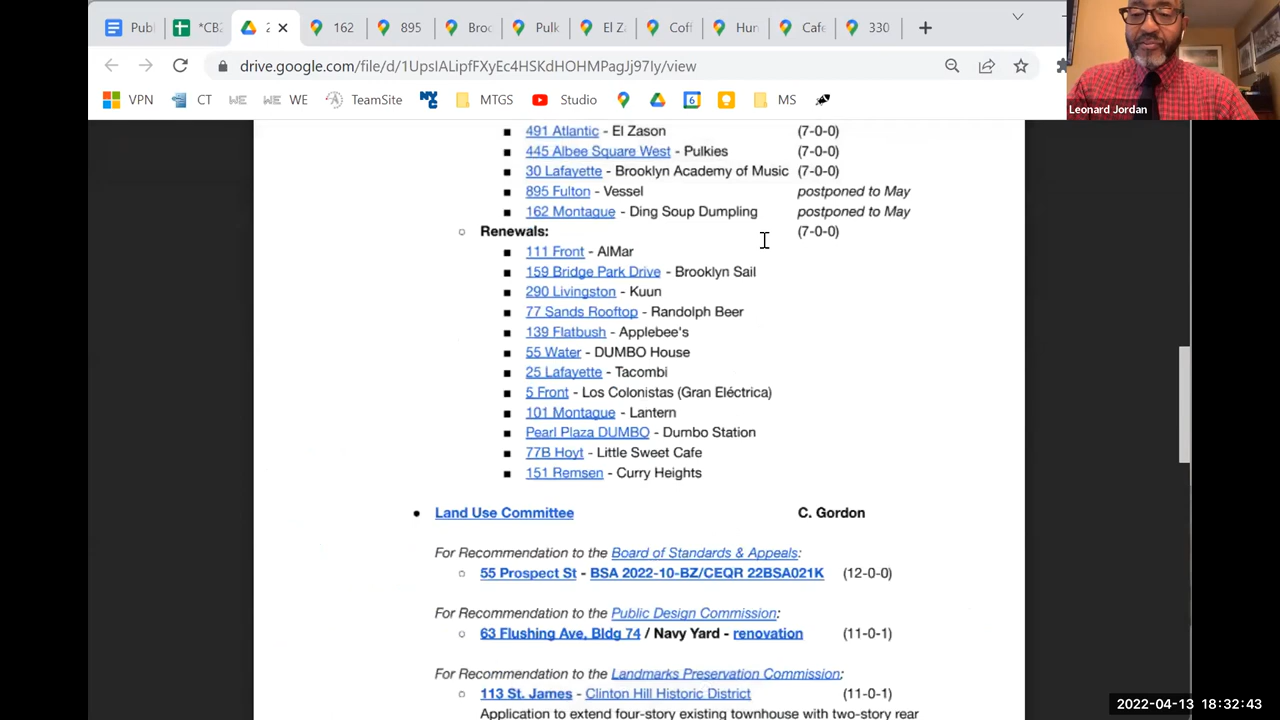 Publ
*CB2
2
162
895
Broo
Pulk
El Za
Coff
Hur
Cafe
330
drive.google.com/file/d/1UpsIALipfFXyEc4HSKdHOHMPagJj97Iy/view
VPN
CT
WE
WE
TeamSite
NYC
MTGS
Studio
6
MS
Leonard Jordan
491 Atlantic - El Zason (7-0-0)
445 Albee Square West - Pulkies (7-0-0)
30 Lafayette - Brooklyn Academy of Music (7-0-0)
895 Fulton - Vessel postponed to May
162 Montague - Ding Soup Dumpling postponed to May
Renewals: (7-0-0)
111 Front - AlMar
159 Bridge Park Drive - Brooklyn Sail
290 Livingston - Kuun
77 Sands Rooftop - Randolph Beer
139 Flatbush - Applebee's
55 Water - DUMBO House
25 Lafayette - Tacombi
5 Front - Los Colonistas (Gran Eléctrica)
101 Montague - Lantern
Pearl Plaza DUMBO - Dumbo Station
77B Hoyt - Little Sweet Cafe
151 Remsen - Curry Heights
Land Use Committee C. Gordon
For Recommendation to the Board of Standards & Appeals:
55 Prospect St - BSA 2022-10-BZ/CEQR 22BSA021K (12-0-0)
For Recommendation to the Public Design Commission:
63 Flushing Ave, Bldg 74 / Navy Yard - renovation (11-0-1)
For Recommendation to the Landmarks Preservation Commission:
113 St. James - Clinton Hill Historic District (11-0-1)
Application to extend four-story existing townhouse with two-story rear
2022-04-13 18:32:43